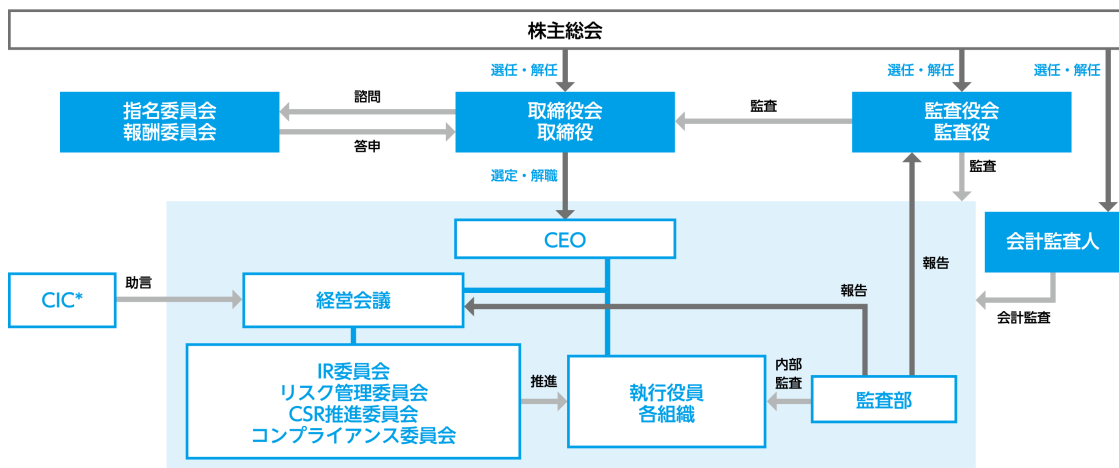 株主総会
選任・解任
選任・解任
選任・解任
指名委員会
報酬委員会
諮問
答申
取締役会
取締役
監査
監査役会
監査役
選定・解職
監査
CEO
会計監査人
報告
CIC*
助言
経営会議
報告
会計監査
IR委員会
リスク管理委員会
CSR推進委員会
コンプライアンス委員会
推進
執行役員
各組織
内部
監査
監査部